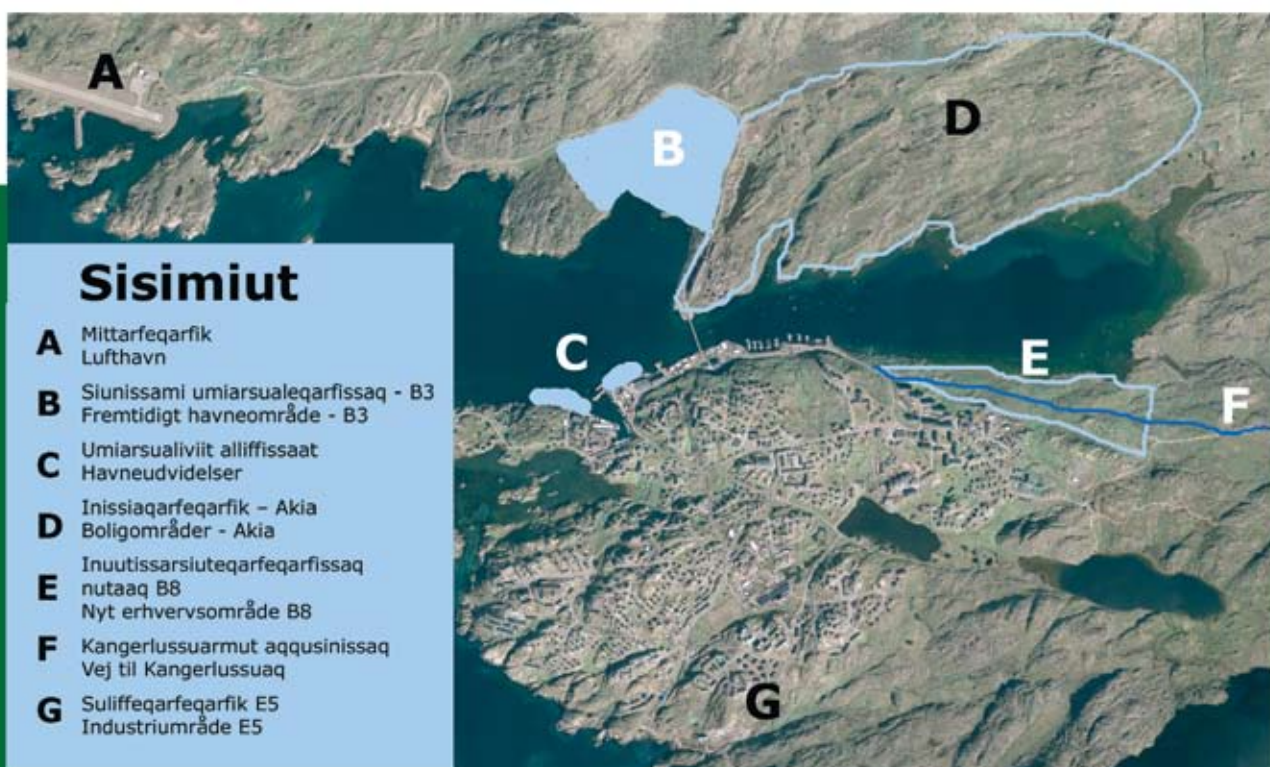 A
B
D
Sisimiut
A Mittarfeqarfik
Lufthavn
B Siunissami umiarsualeqarfissaq - B3
Fremtidigt havneområde - B3
C Umiarsualiviit alliffissaat
Havneudvidelser
D Inissiaqarfeqarfik – Akia
Boligområder - Akia
E Inuutissarsiuteqarfeqarfissaq
nutaaq B8
Nyt erhvervsområde B8
F Kangerlussuarmut aqqusinissaq
Vej til Kangerlussuaq
G Suliffeqarfeqarfik E5
Industriumråde E5
C
E
F
G